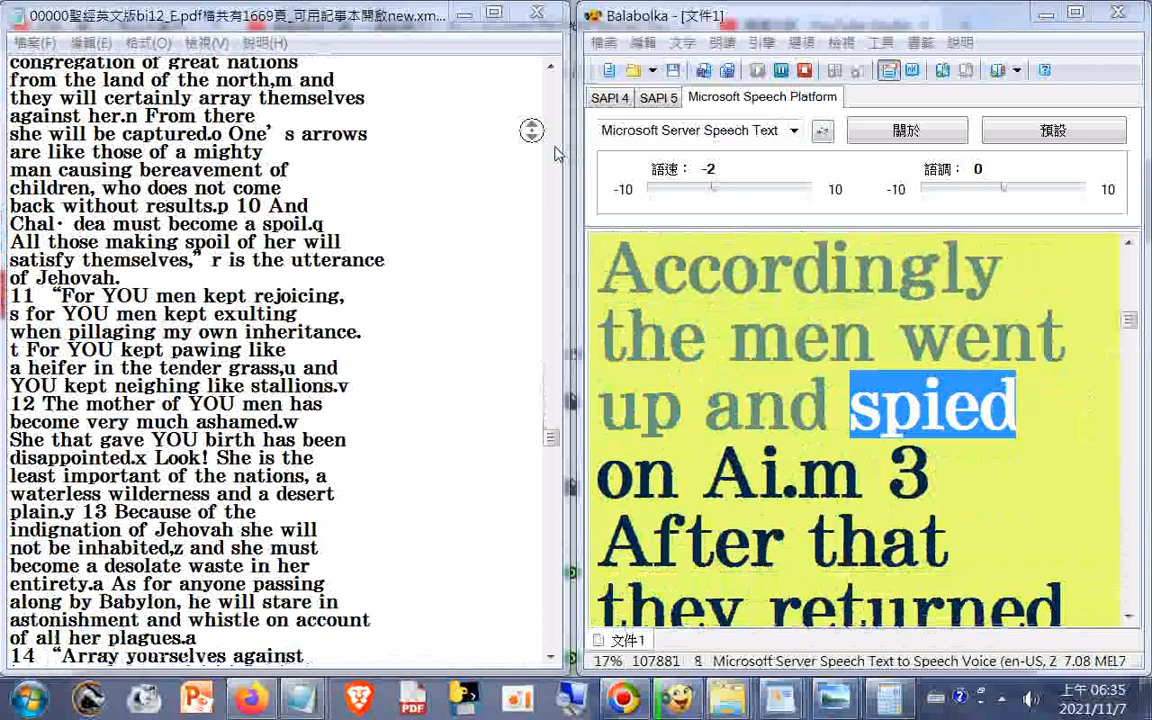 00000聖經英文版bi12_E.pdf檔共有1669頁_可用記事本開啟new.xm...
檔案(F) 編輯(E) 格式(O) 檢視(V) 說明(H)
congregation of great nations
from the land of the north,m and
they will certainly array themselves
against her.n From there
she will be captured.o One’s arrows
are like those of a mighty
man causing bereavement of
children, who does not come
back without results.p 10 And
Chal·dea must become a spoil.q
All those making spoil of her will
satisfy themselves,” r is the utterance
of Jehovah.
11 “For YOU men kept rejoicing,
s for YOU men kept exulting
when pillaging my own inheritance.
t For YOU kept pawing like
a heifer in the tender grass,u and
YOU kept neighing like stallions.v
12 The mother of YOU men has
become very much ashamed.w
She that gave YOU birth has been
disappointed.x Look! She is the
least important of the nations, a
waterless wilderness and a desert
plain.y 13 Because of the
indignation of Jehovah she will
not be inhabited,z and she must
become a desolate waste in her
entirety.a As for anyone passing
along by Babylon, he will stare in
astonishment and whistle on account
of all her plagues.a
14 “Array yourselves against
Balabolka - [文件1]
檔案 編輯 文字 朗讀 引擎 選項 檢視 工具 書籤 說明
SAPI 4 SAPI 5 Microsoft Speech Platform
Microsoft Server Speech Text 關於 預設
語速： -2 語調： 0
-10 10 -10 10
Accordingly
the men went
up and spied
on Ai.m 3
After that
they returned
文件1
17% 107881 Microsoft Server Speech Text to Speech Voice (en-US, Z 7.08
上午 06:35
2021/11/7